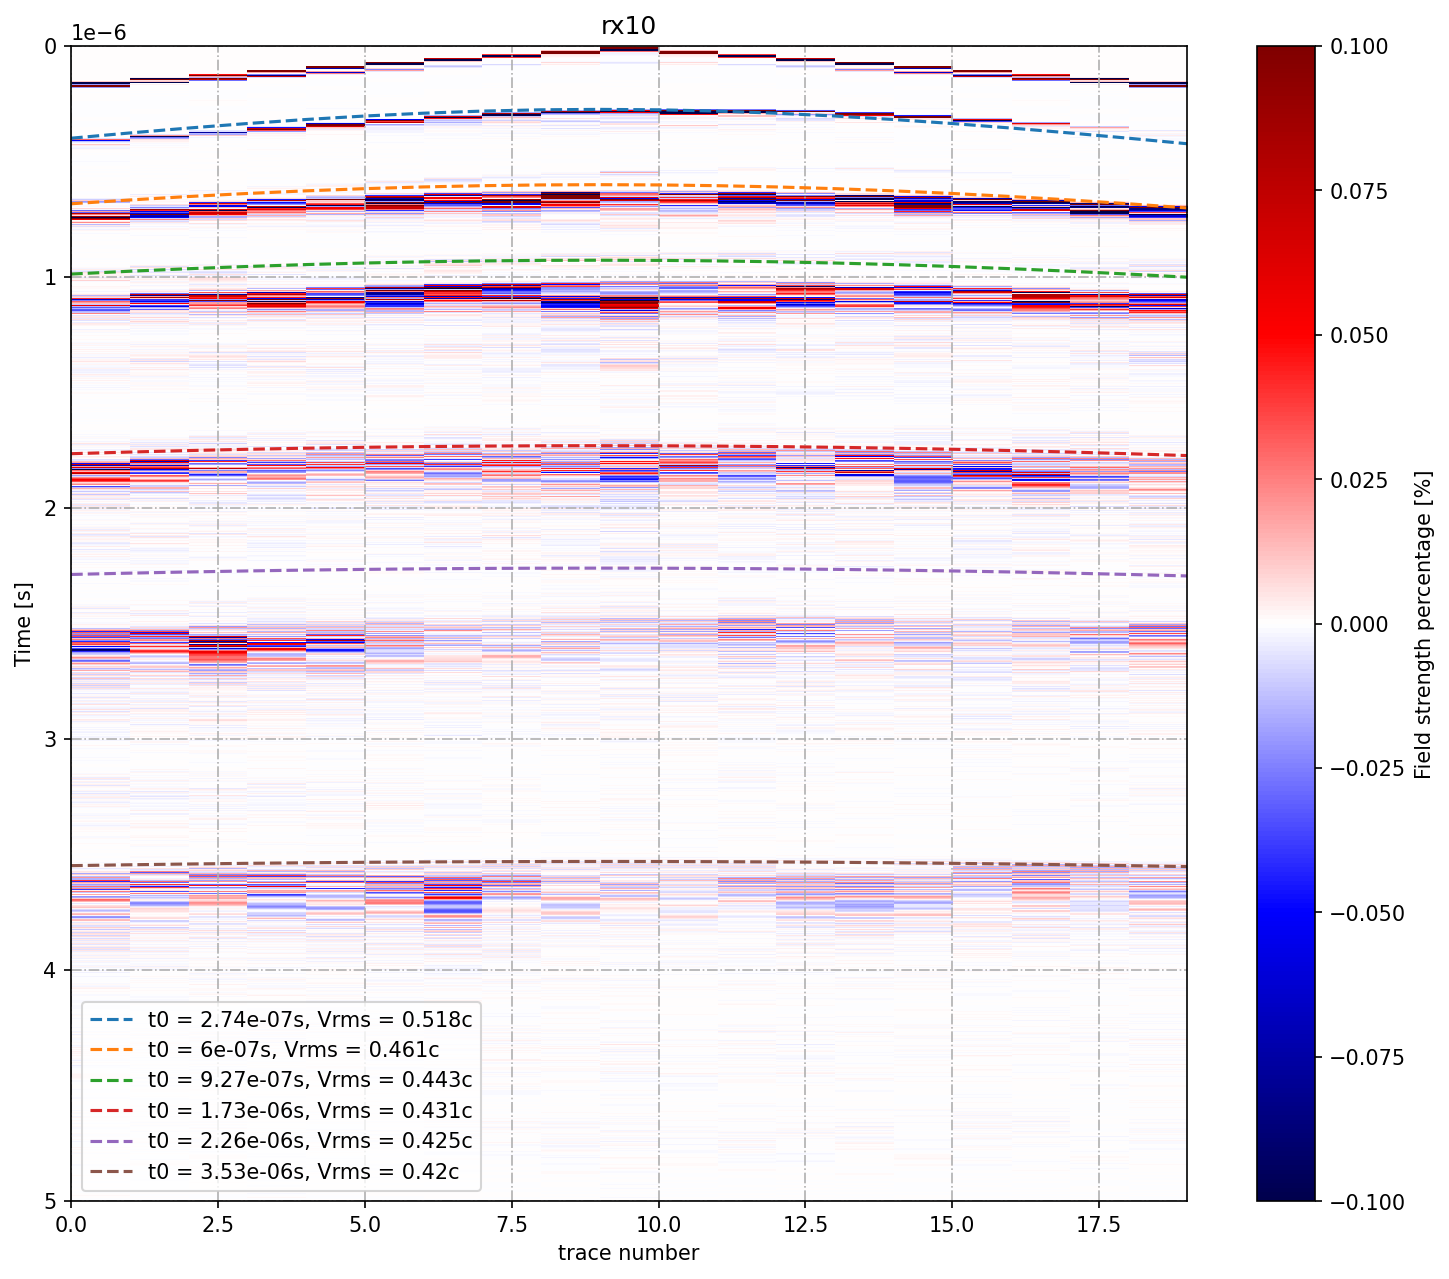 rx10
1e−6
0
1
2
3
4
5
Time [s]
0.0
2.5
5.0
7.5
10.0
12.5
15.0
17.5
trace number
t0 = 2.74e-07s, Vrms = 0.518c
t0 = 6e-07s, Vrms = 0.461c
t0 = 9.27e-07s, Vrms = 0.443c
t0 = 1.73e-06s, Vrms = 0.431c
t0 = 2.26e-06s, Vrms = 0.425c
t0 = 3.53e-06s, Vrms = 0.42c
0.100
0.075
0.050
0.025
0.000
−0.025
−0.050
−0.075
−0.100
Field strength percentage [%]